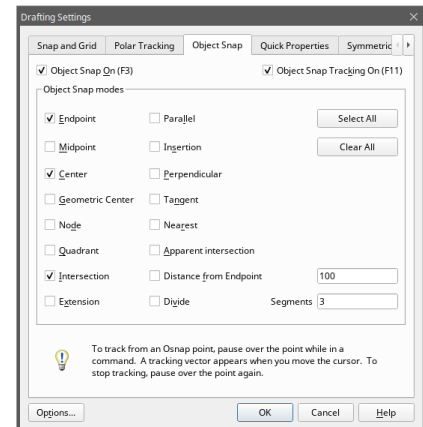 Drafting Settings
Snap and Grid Polar Tracking Object Snap Quick Properties Symmetric
Object Snap On (F3) Object Snap Tracking On (F11)
Object Snap modes
Endpoint Parallel Select All
Midpoint Insertion Clear All
Center Perpendicular
Geometric Center Tangent
Node Nearest
Quadrant Apparent intersection
Intersection Distance from Endpoint 100
Extension Divide Segments 3
To track from an Osnap point, pause over the point while in a
command. A tracking vector appears when you move the cursor. To
stop tracking, pause over the point again.
Options... OK Cancel Help